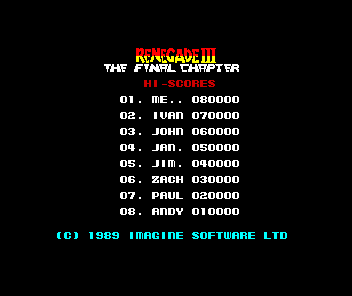 RENEGADE III
THE FINAL CHAPTER
HI-SCORES
01. ME.. 080000
02. IVAN 070000
03. JOHN 060000
04. JAN. 050000
05. JIM. 040000
06. ZACH 030000
07. PAUL 020000
08. ANDY 010000
(C) 1989 IMAGINE SOFTWARE LTD